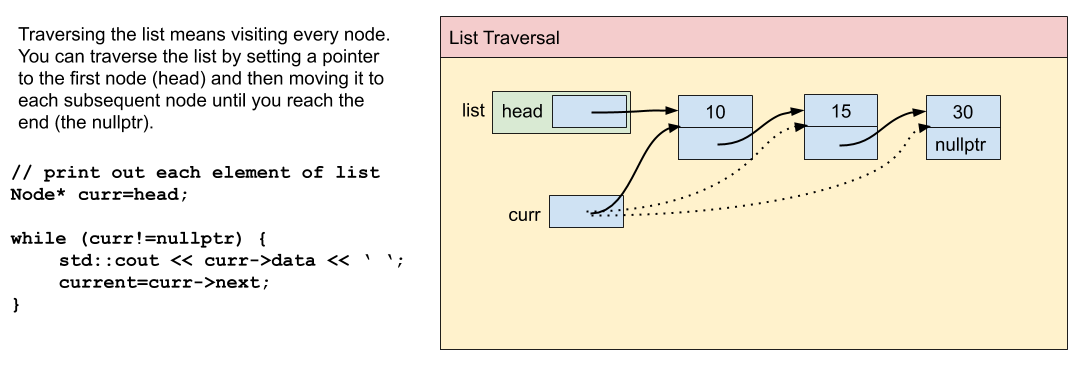 Traversing the list means visiting every node.
You can traverse the list by setting a pointer
to the first node (head) and then moving it to
each subsequent node until you reach the
end (the nullptr).
// print out each element of list
Node* curr=head;
while (curr!=nullptr) {
std::cout << curr->data << ‘ ‘;
current=curr->next;
}
List Traversal
list head
10
15
30
nullptr
curr